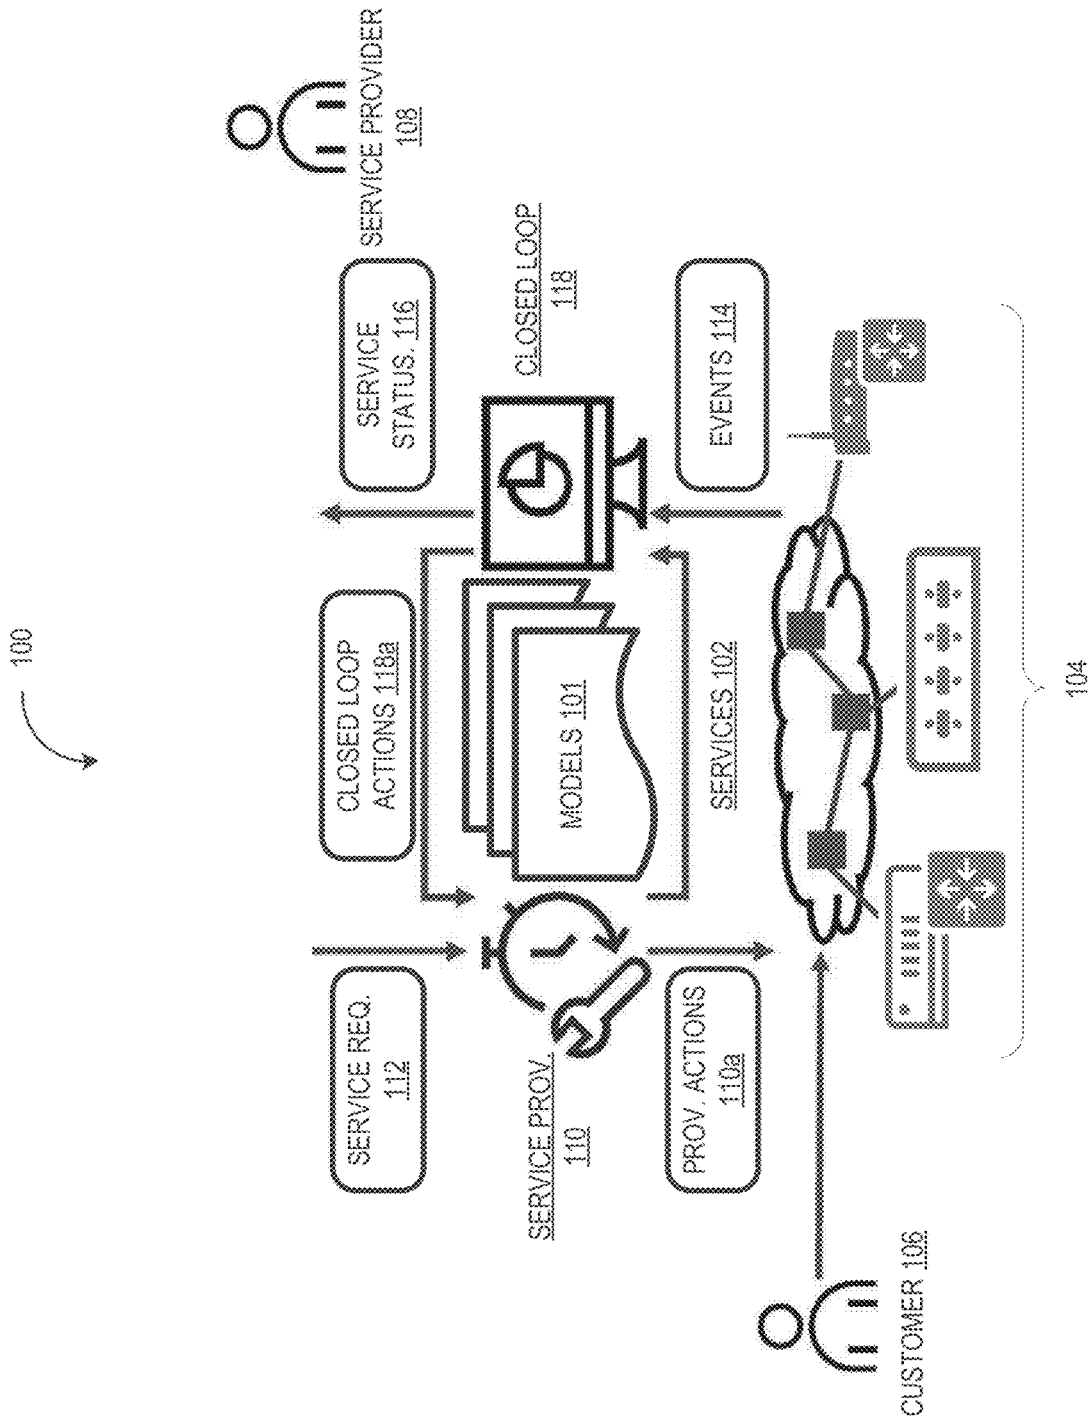 100
SERVICE PROVIDER
108
SERVICE REQ.
112
CLOSED LOOP
ACTIONS 118a
SERVICE
STATUS. 116
SERVICE PROV.
110
MODELS 101
CLOSED LOOP
118
PROV. ACTIONS
110a
SERVICES 102
EVENTS 114
CUSTOMER 106
104